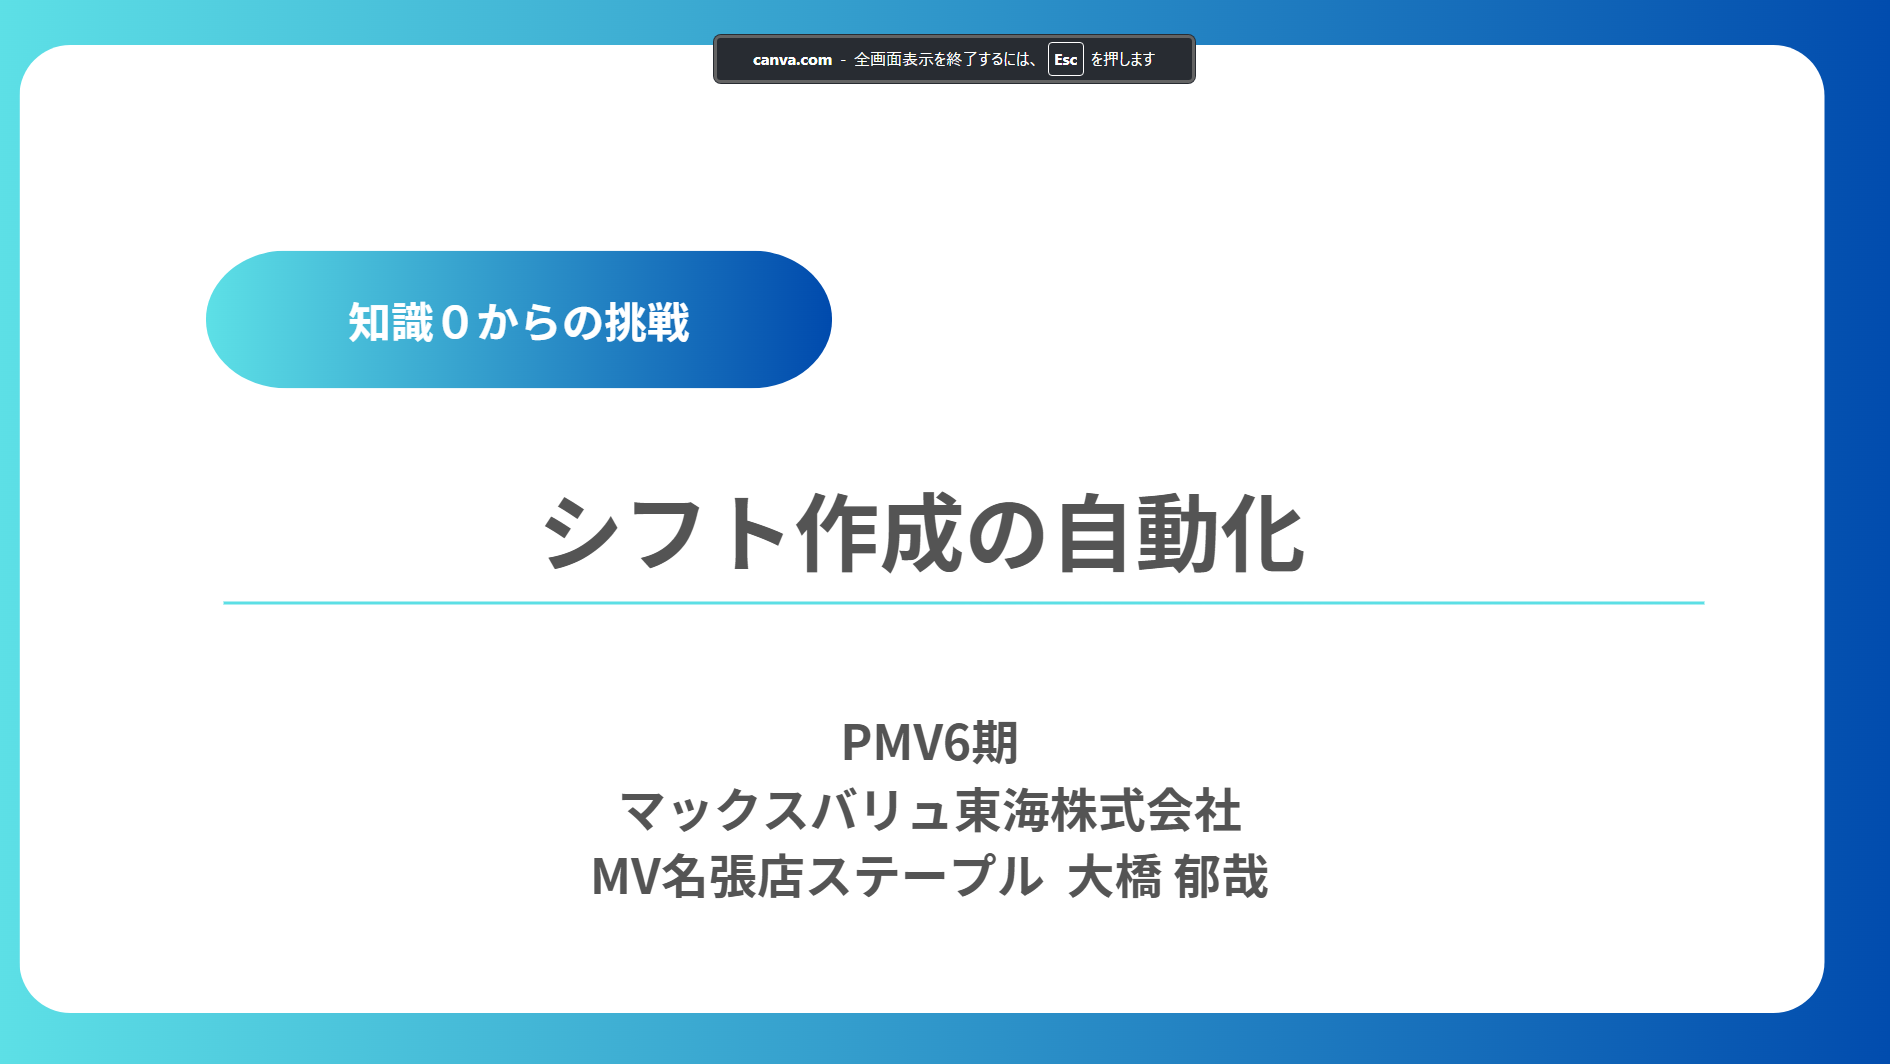 canva.com - 全画面表示を終了するには、 Esc を押します
知識０からの挑戦
シフト作成の自動化
PMV6期
マックスバリュ東海株式会社
MV名張店ステープル 大橋 郁哉